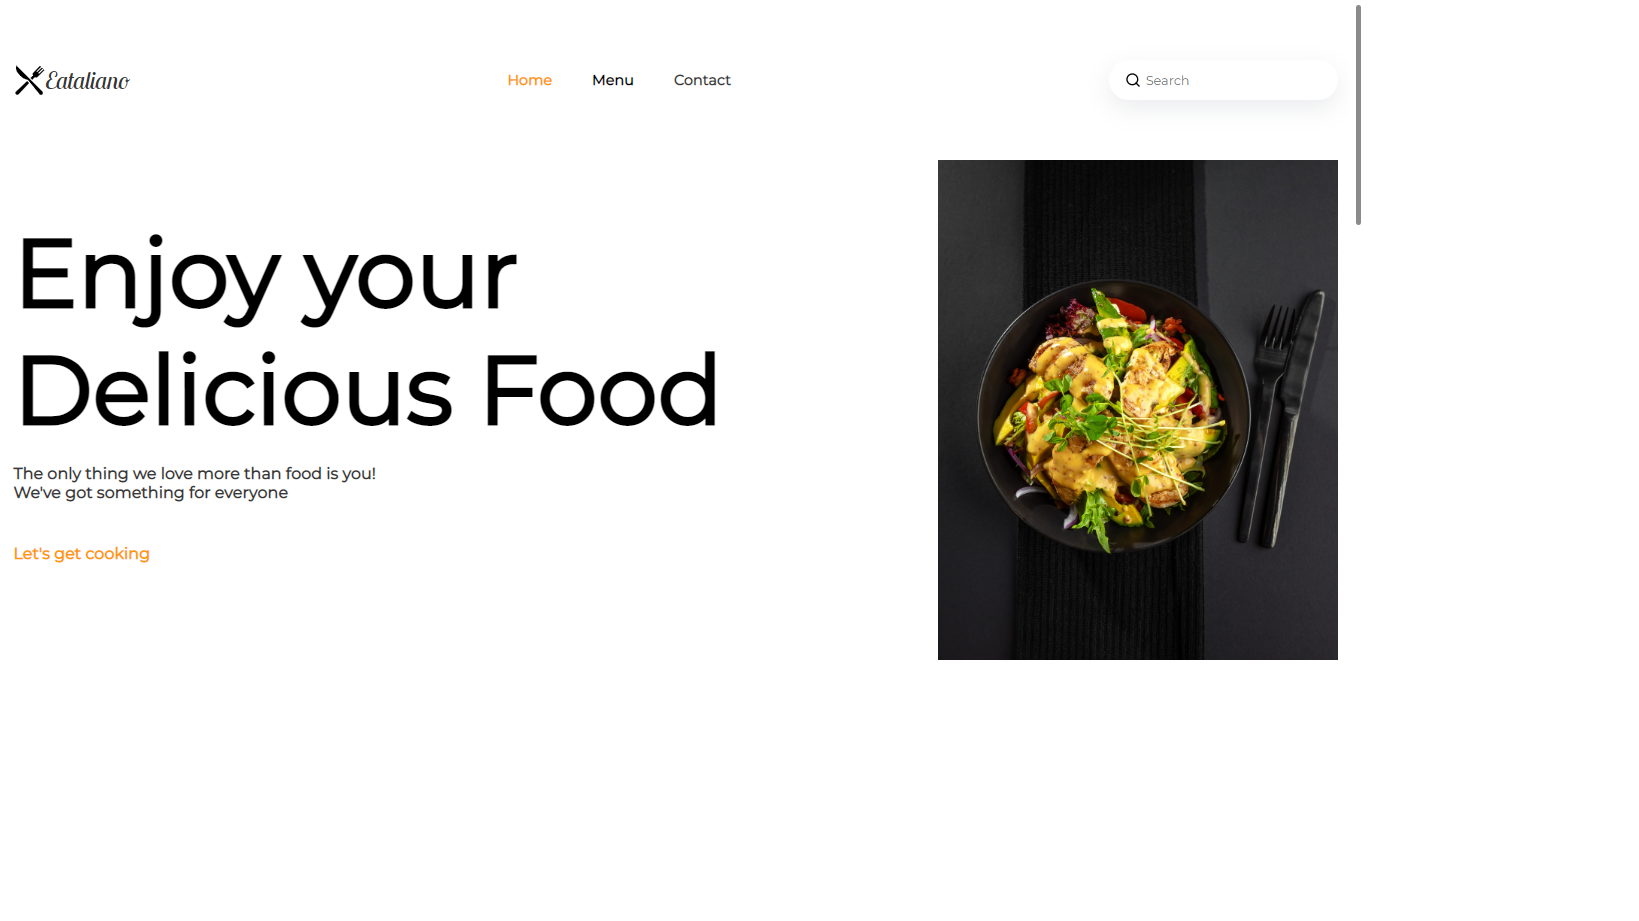 Eataliano
Home
Menu
Contact
Search
Enjoy your
Delicious Food
The only thing we love more than food is you!
We've got something for everyone
Let's get cooking